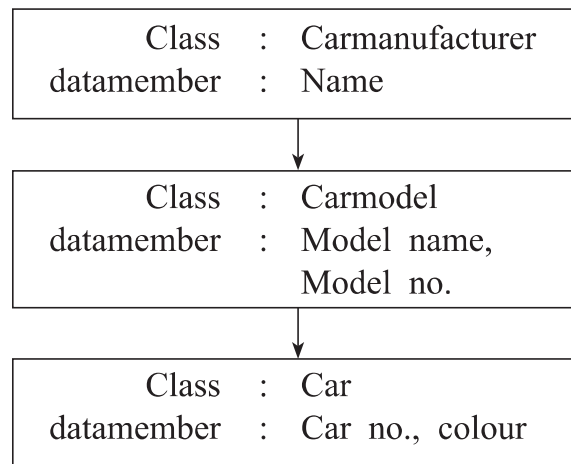 Class : Carmanufacturer
datamember : Name
Class : Carmodel
datamember : Model name,
Model no.
Class : Car
datamember : Car no., colour